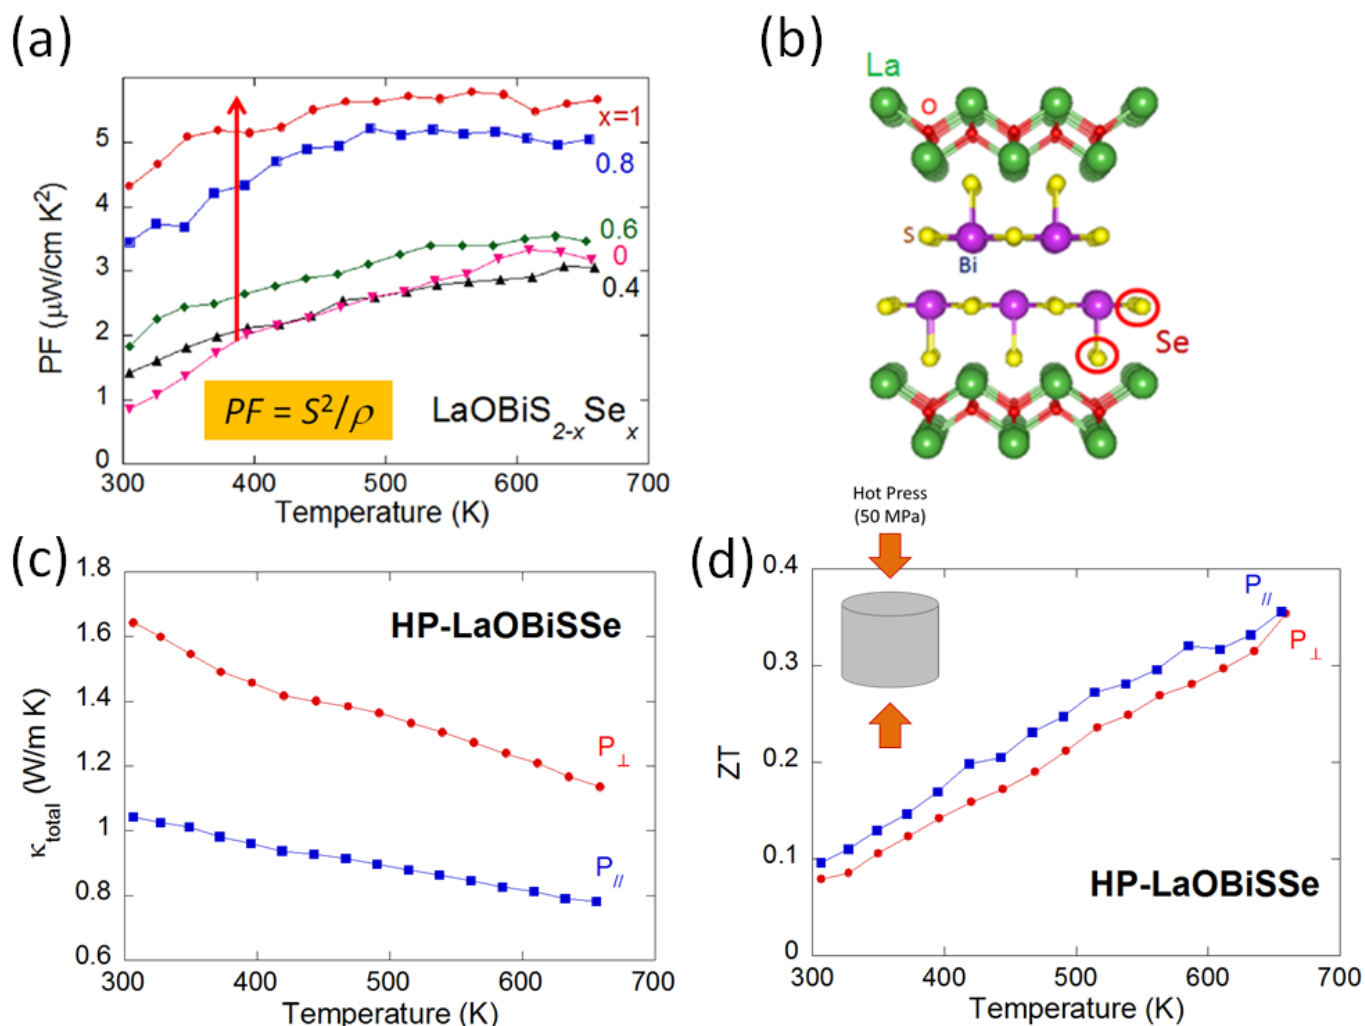 (a)
PF (μW/cm K²)
5
4
3
2
1
0
x=1
0.8
0.6
0
0.4
PF = S²/ρ
LaOBiS₂₋ₓSeₓ
300 400 500 600 700
Temperature (K)
(b)
La
O
S
Bi
Se
(c)
κtotal (W/m K)
1.8
1.6
1.4
1.2
1
0.8
0.6
HP-LaOBiSSe
P⊥
P//
300 400 500 600 700
Temperature (K)
Hot Press
(50 MPa)
(d)
ZT
0.4
0.3
0.2
0.1
0
P//
P⊥
HP-LaOBiSSe
300 400 500 600 700
Temperature (K)